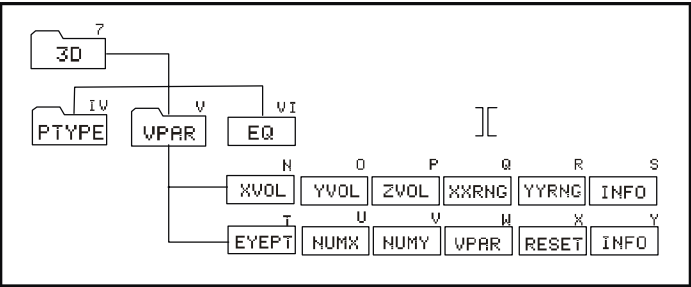 7
3D
IV V VI
PTYPE VPAR EQ
N O P Q R S
XVOL YVOL ZVOL XXRNG YYRNG INFO
T U V W X Y
EYEPT NUMX NUMY VPAR RESET INFO